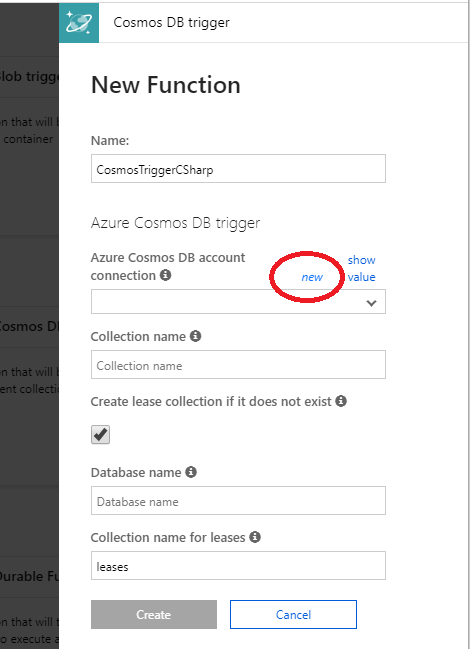 Cosmos DB trigger
New Function
Name:
CosmosTriggerCSharp
Azure Cosmos DB trigger
Azure Cosmos DB account
connection
new
show
value
Collection name
Collection name
Create lease collection if it does not exist
Database name
Database name
Collection name for leases
leases
Create
Cancel
lob trigge
on that will b
container
Cosmos DB
on that will b
ent collectio
Durable Fu
on that will
o execute a